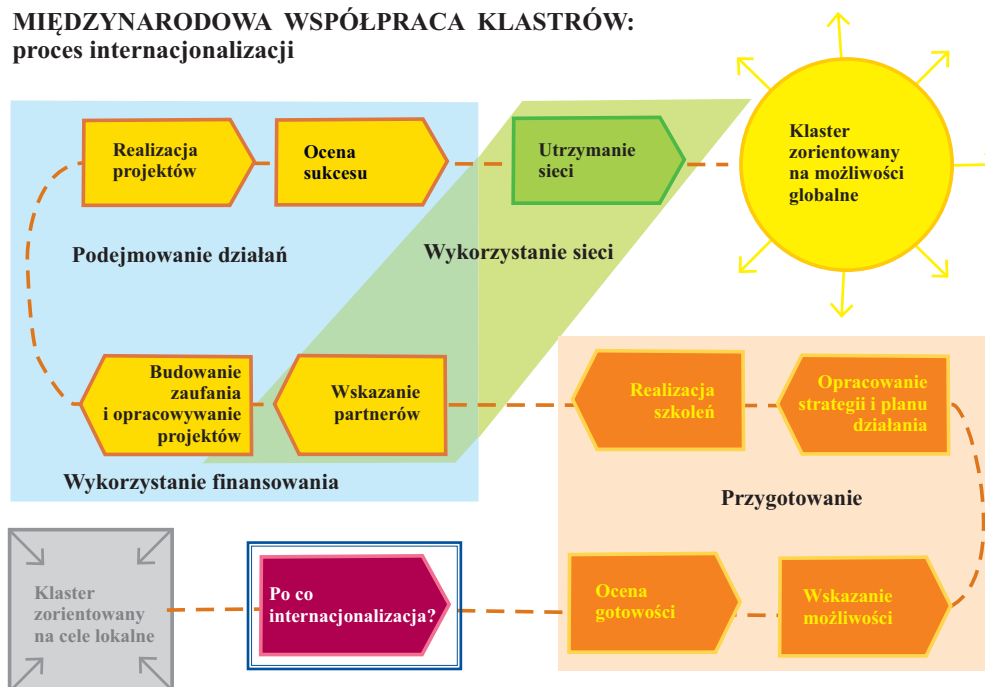 MIĘDZYNARODOWA WSPÓŁPRACA KLASTRÓW:
proces internacjonalizacji
Realizacja
projektów
Ocena
sukcesu
Utrzymanie
sieci
Klaster
zorientowany
na możliwości
globalne
Podejmowanie działań
Wykorzystanie sieci
Budowanie
zaufania
i opracowywanie
projektów
Wskazanie
partnerów
Realizacja
szkoleń
Opracowanie
strategii i planu
działania
Wykorzystanie finansowania
Przygotowanie
Klaster
zorientowany
na cele lokalne
Po co
internacjonalizacja?
Ocena
gotowości
Wskazanie
możliwości